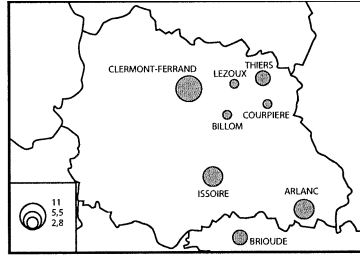 THIERS
CLERMONT-FERRAND
LEZOUX
COURPIERE
BILLOM
ISSOIRE
ARLANC
11
5,5
2,8
BRIOUDE